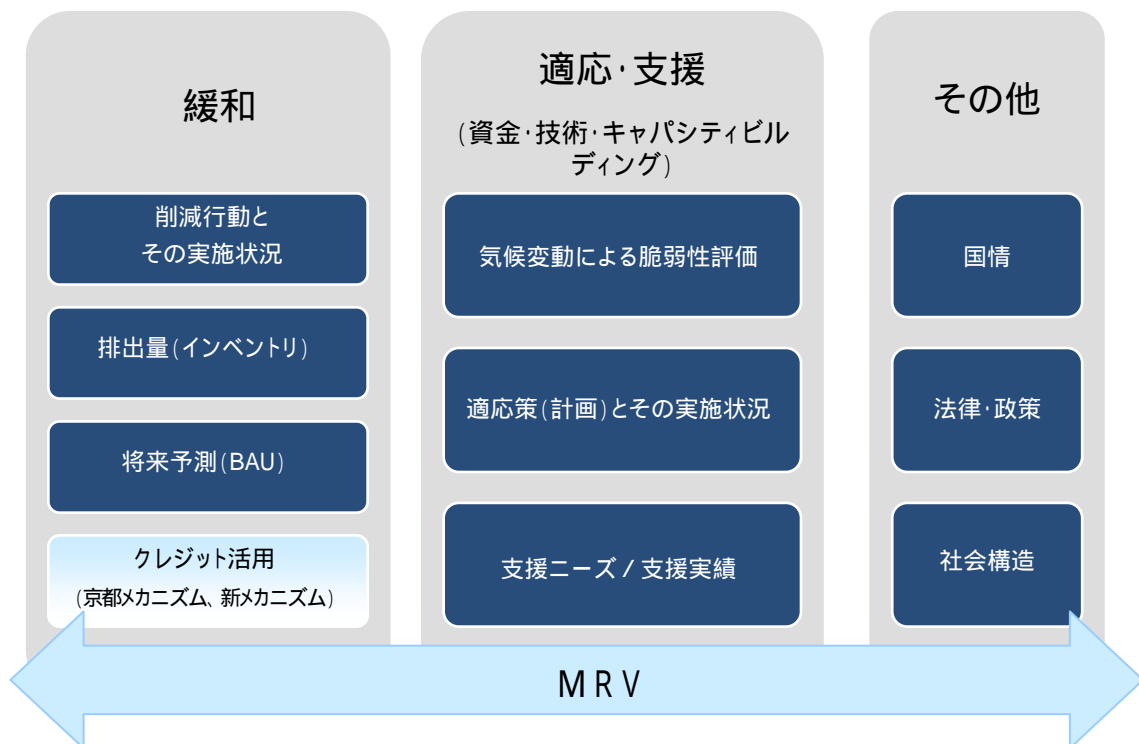 緩和
削減行動と
その実施状況
排出量(インベントリ)
将来予測(BAU)
クレジット活用
(京都メカニズム、新メカニズム)
適応・支援
(資金・技術・キャパシティビル
ディング)
気候変動による脆弱性評価
適応策(計画)とその実施状況
支援ニーズ/支援実績
その他
国情
法律・政策
社会構造
MRV